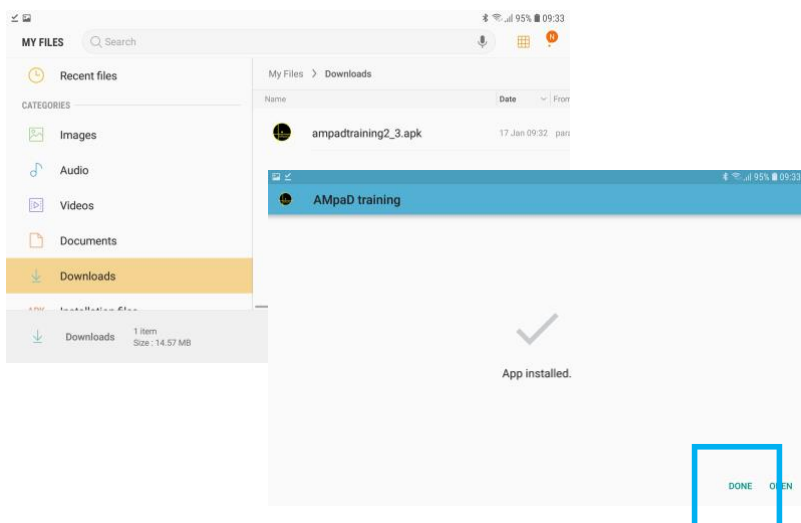 95% 09:33
MY FILES Search N
Recent files
CATEGORIES
Images
Audio
Videos
Documents
Downloads
Downloads 1 item
Size : 14.57 MB
My Files > Downloads
Name Date From
ampadtraining2_3.apk 17 Jan 09:32
95% 09:33
AMpaD training
App installed.
DONE OPEN